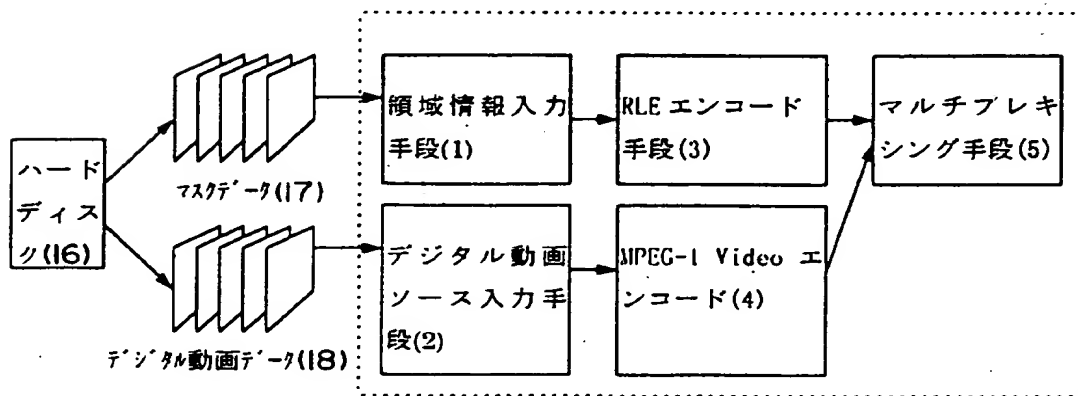 ハード
ディス
ク(16)
マスクデータ(17)
デジタル動画データ(18)
領域情報入力
手段(1)
デジタル動画
ソース入力手
段(2)
RLE エンコード
手段(3)
MPEG-1 Video エ
ンコード(4)
マルチプレキ
シング手段(5)